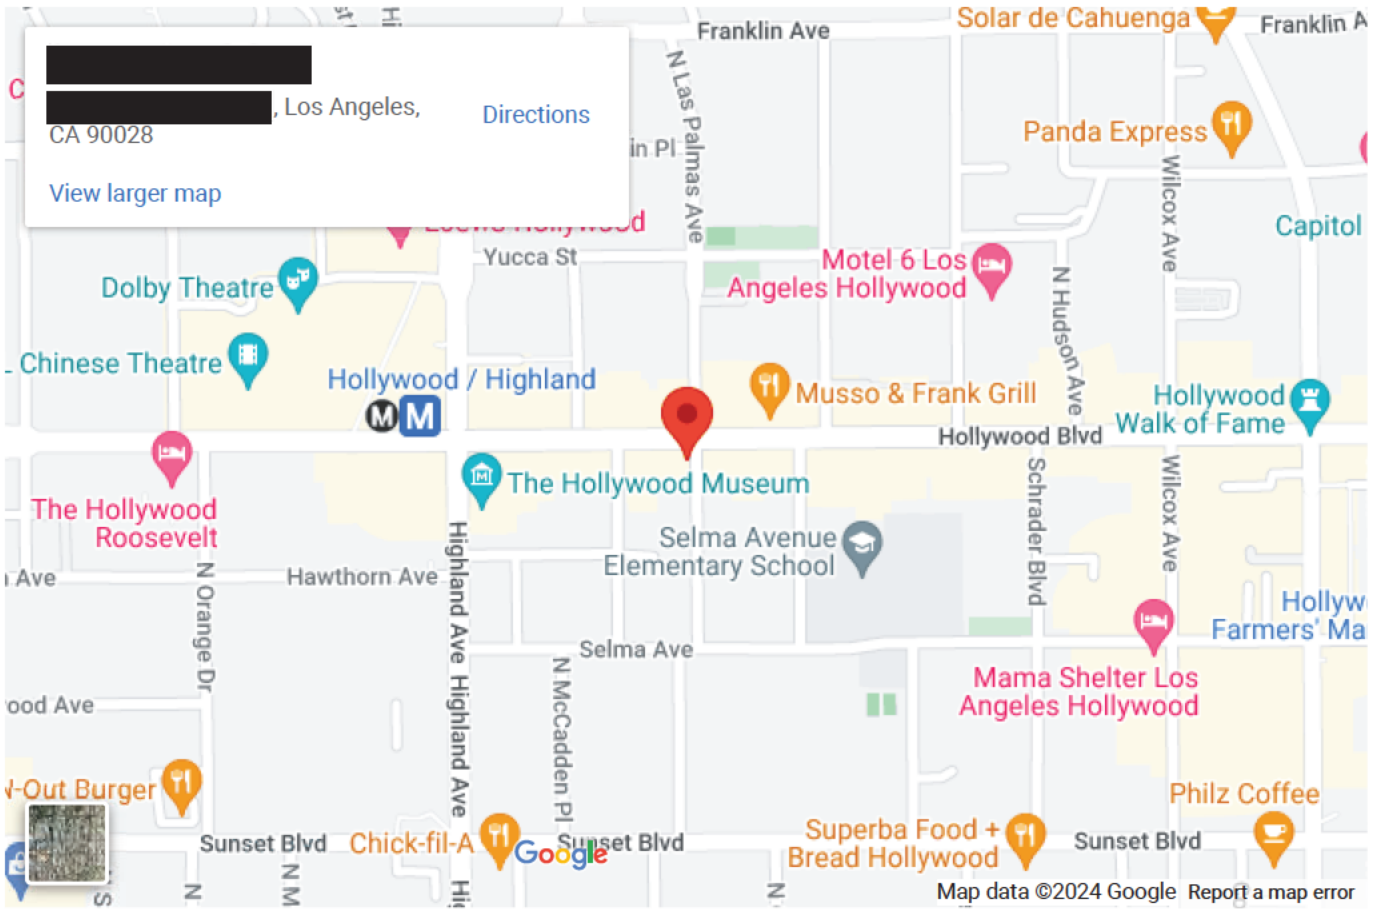 Franklin Ave
Solar de Cahuenga
Franklin A
, Los Angeles,
CA 90028
Directions
View larger map
N Las Palmas Ave
in Pl
Panda Express
Wilcox Ave
Capitol
Loews Hollywood
Yucca St
Dolby Theatre
Motel 6 Los
Angeles Hollywood
N Hudson Ave
Chinese Theatre
Hollywood / Highland
M M
Musso & Frank Grill
Hollywood
Walk of Fame
Hollywood Blvd
The Hollywood Museum
The Hollywood
Roosevelt
Schrader Blvd
Wilcox Ave
Selma Avenue
Elementary School
Highland Ave
Highland Ave
Ave
Hawthorn Ave
N Orange Dr
Hollyw
Farmers' Ma
Selma Ave
N McCadden Pl
Mama Shelter Los
Angeles Hollywood
ood Ave
N-Out Burger
Philz Coffee
Sunset Blvd
Chick-fil-A
Sunset Blvd
Google
Superba Food +
Bread Hollywood
Sunset Blvd
N M
N
Map data ©2024 Google
Report a map error